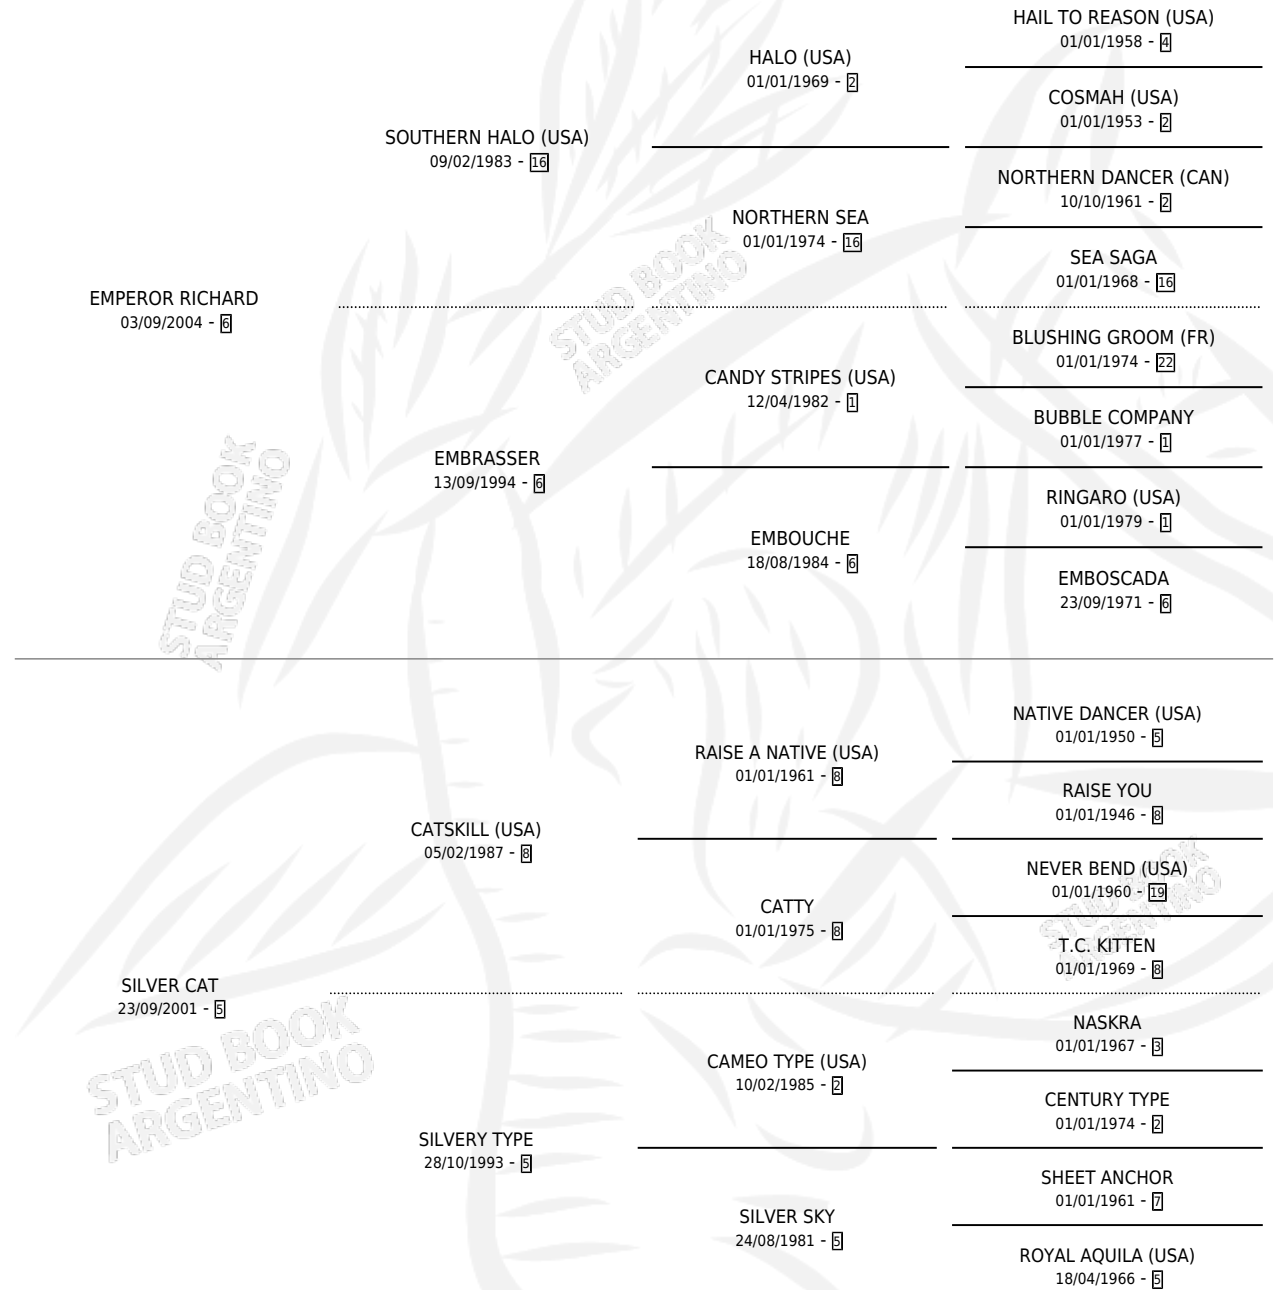 HAIL TO REASON (USA)
01/01/1958 - 4
HALO (USA)
01/01/1969 - 2
COSMAH (USA)
01/01/1953 - 2
SOUTHERN HALO (USA)
09/02/1983 - 16
NORTHERN DANCER (CAN)
10/10/1961 - 2
NORTHERN SEA
01/01/1974 - 16
SEA SAGA
01/01/1968 - 16
EMPEROR RICHARD
03/09/2004 - 6
BLUSHING GROOM (FR)
01/01/1974 - 22
CANDY STRIPES (USA)
12/04/1982 - 1
BUBBLE COMPANY
01/01/1977 - 1
EMBRASSER
13/09/1994 - 6
RINGARO (USA)
01/01/1979 - 1
EMBOUCHE
18/08/1984 - 6
EMBOSCADA
23/09/1971 - 6
NATIVE DANCER (USA)
01/01/1950 - 5
RAISE A NATIVE (USA)
01/01/1961 - 8
RAISE YOU
01/01/1946 - 8
CATSKILL (USA)
05/02/1987 - 8
NEVER BEND (USA)
01/01/1960 - 19
CATTY
01/01/1975 - 8
T.C. KITTEN
01/01/1969 - 8
SILVER CAT
23/09/2001 - 5
NASKRA
01/01/1967 - 3
CAMEO TYPE (USA)
10/02/1985 - 2
CENTURY TYPE
01/01/1974 - 2
SILVERY TYPE
28/10/1993 - 5
SHEET ANCHOR
01/01/1961 - 7
SILVER SKY
24/08/1981 - 5
ROYAL AQUILA (USA)
18/04/1966 - 5
STUD BOOK
ARGENTINO
STUD BOOK
ARGENTINO
STUD BOOK
ARGENTINO
STUD BOOK
ARGENTINO